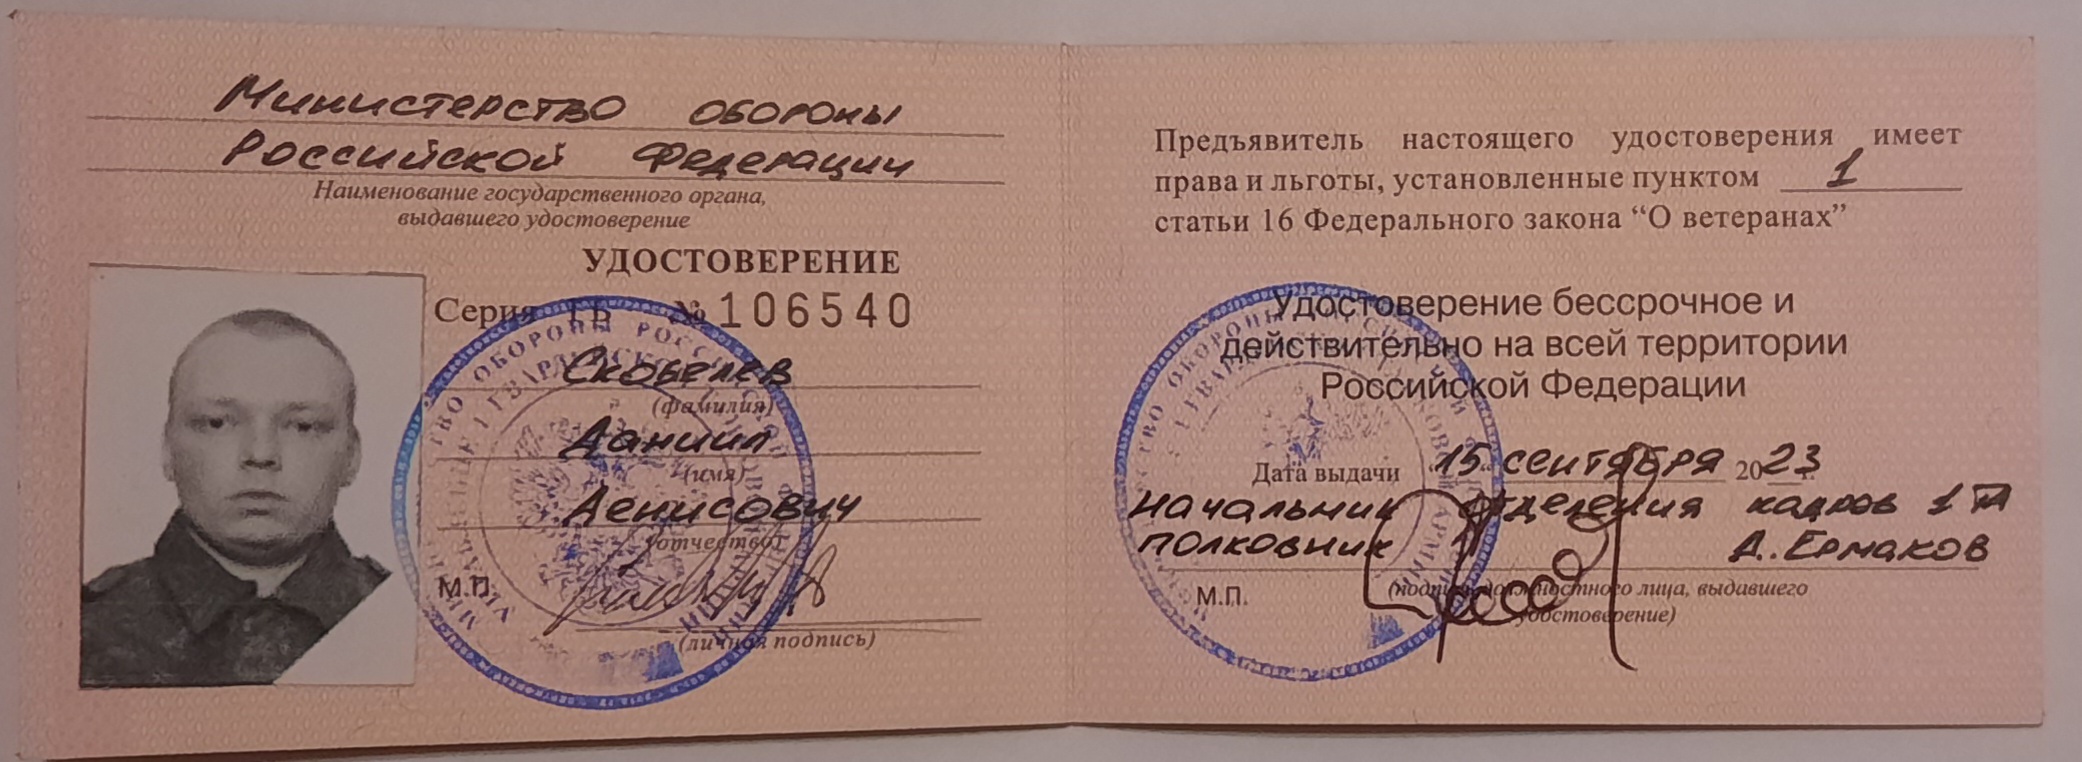 Министерство обороны
Российской Федерации
Наименование государственного органа,
выдавшего удостоверение
УДОСТОВЕРЕНИЕ
Серия ГБ № 106540
Скобелев
(фамилия)
Даниил
(имя)
Денисович
(отчество)
М.П.
(личная подпись)
Предъявитель настоящего удостоверения имеет
права и льготы, установленные пунктом 1
статьи 16 Федерального закона “О ветеранах”
Удостоверение бессрочное и
действительно на всей территории
Российской Федерации
Дата выдачи “15” сентября 2023 г.
начальник отделения кадров 1
полковник А. Ермаков
М.П.
(подпись должностного лица, выдавшего
удостоверение)